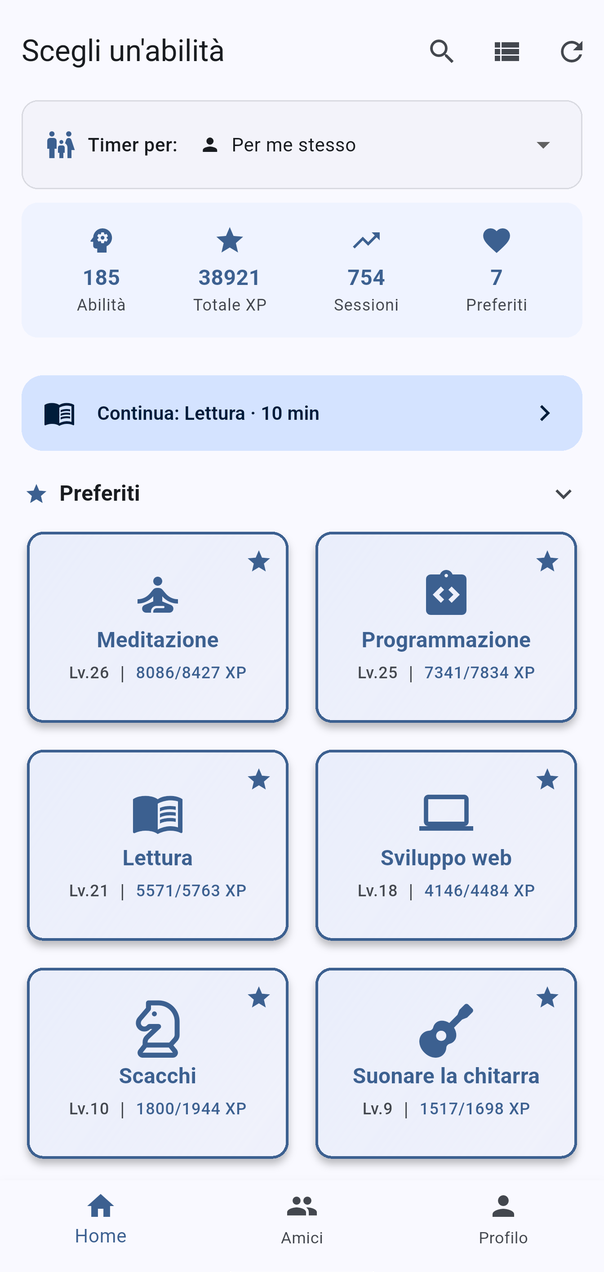 Scegli un'abilità
Timer per: Per me stesso
185 38921 754 7
Abilità Totale XP Sessioni Preferiti
Continua: Lettura · 10 min
Preferiti
Meditazione Programmazione
Lv.26 | 8086/8427 XP Lv.25 | 7341/7834 XP
Lettura Sviluppo web
Lv.21 | 5571/5763 XP Lv.18 | 4146/4484 XP
Scacchi Suonare la chitarra
Lv.10 | 1800/1944 XP Lv.9 | 1517/1698 XP
Home Amici Profilo